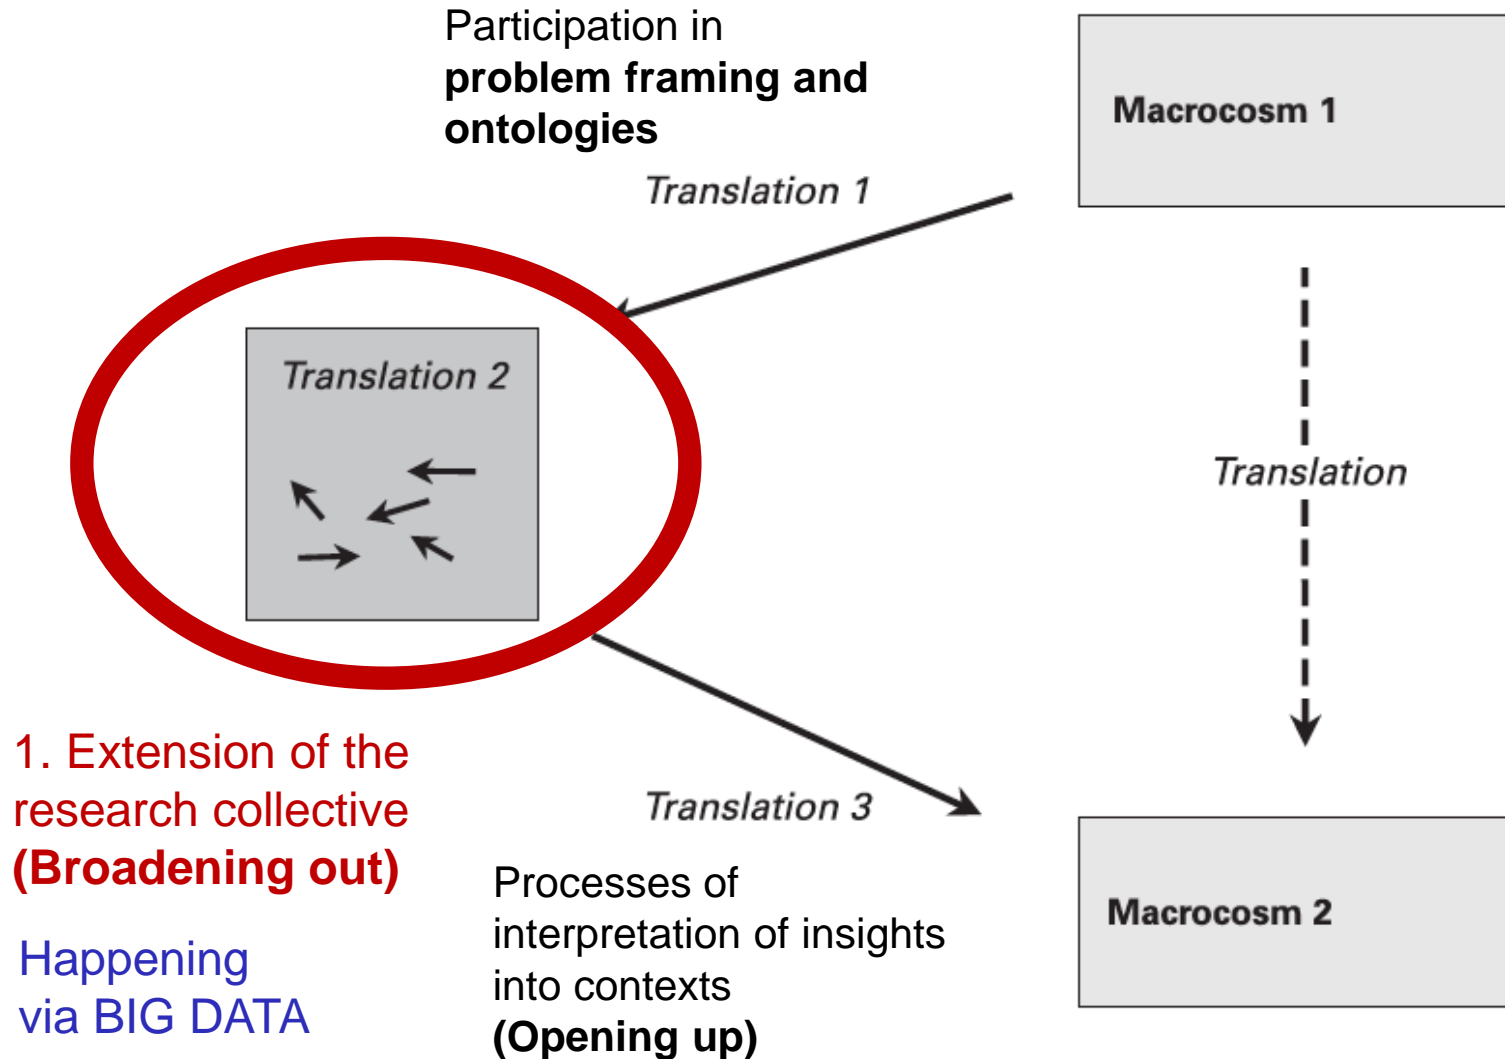 Participation in
problem framing and
ontologies
Macrocosm 1
Translation 1
Translation 2
Translation
1. Extension of the
research collective
(Broadening out)
Happening
via BIG DATA
Translation 3
Processes of
interpretation of insights
into contexts
(Opening up)
Macrocosm 2